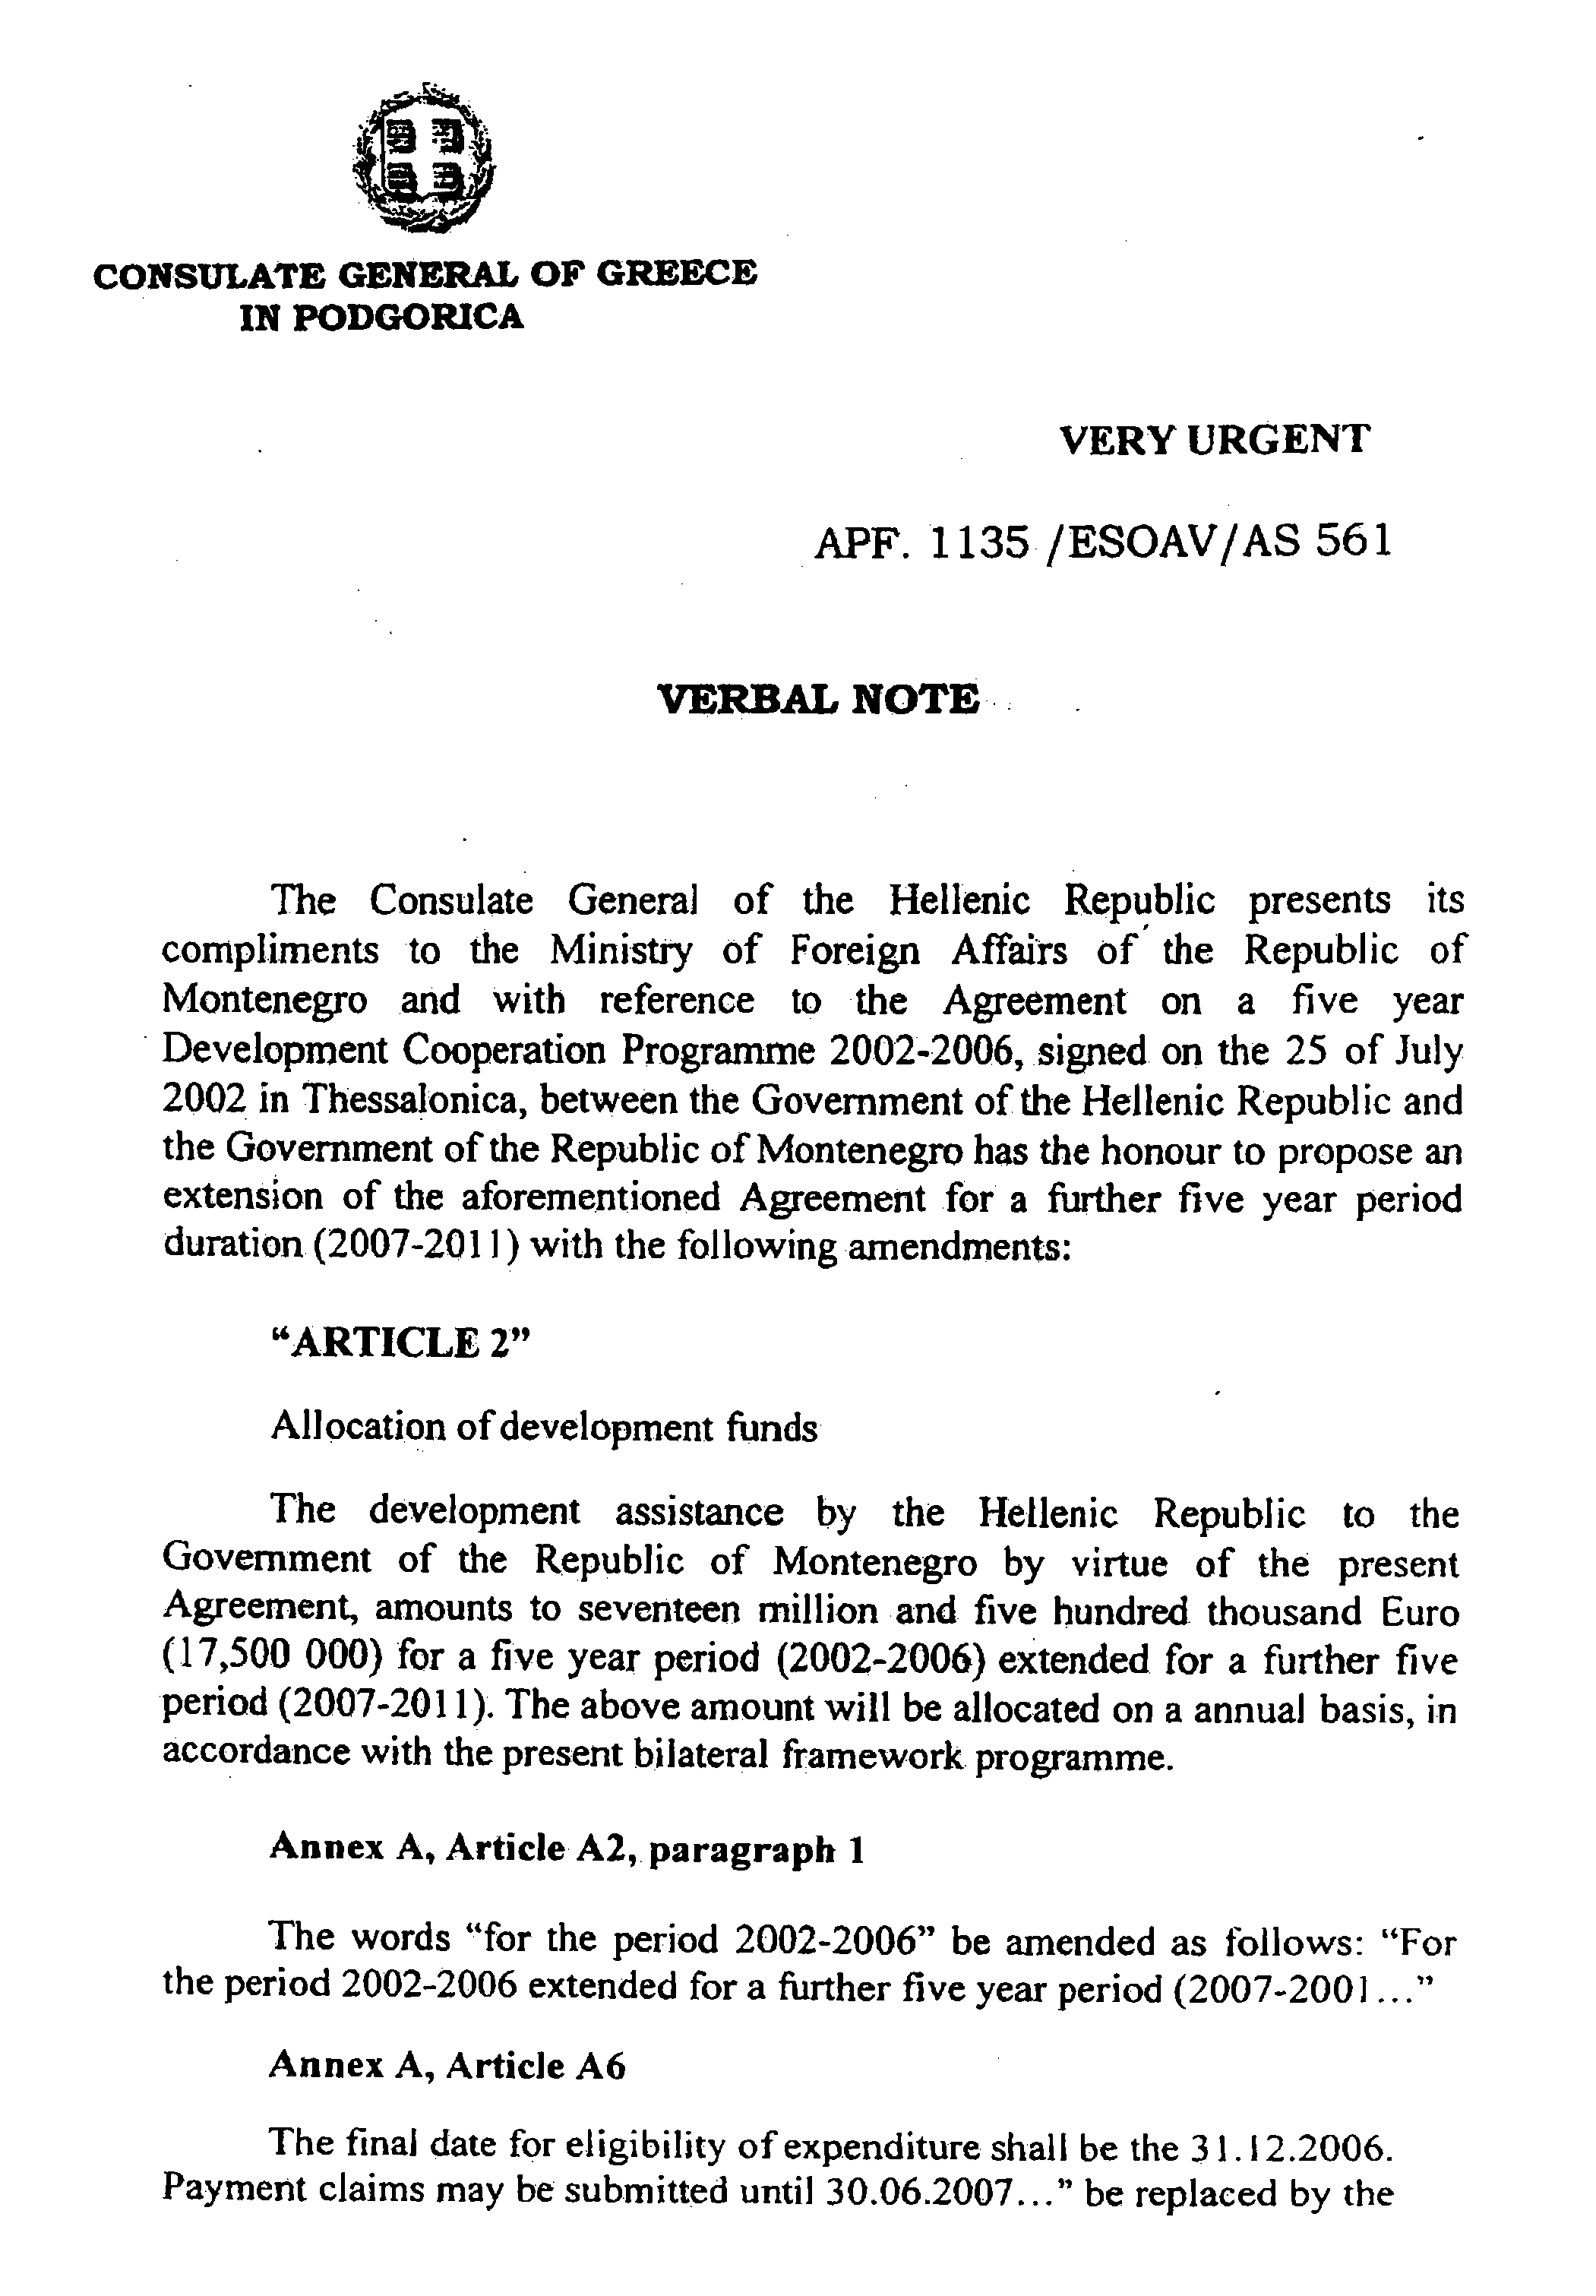 CONSULATE GENERAL OF GREECE
IN PODGORICA
VERY URGENT
APF. 1135 /ESOAV/AS 561
VERBAL NOTE
The Consulate General of the Hellenic Republic presents its
compliments to the Ministry of Foreign Affairs of the Republic of
Montenegro and with reference to the Agreement on a five year
Development Cooperation Programme 2002-2006, signed on the 25 of July
2002 in Thessalonica, between the Government of the Hellenic Republic and
the Government of the Republic of Montenegro has the honour to propose an
extension of the aforementioned Agreement for a further five year period
duration (2007-2011) with the following amendments:
“ARTICLE 2”
Allocation of development funds
The development assistance by the Hellenic Republic to the
Government of the Republic of Montenegro by virtue of the present
Agreement, amounts to seventeen million and five hundred thousand Euro
(17,500 000) for a five year period (2002-2006) extended for a further five
period (2007-2011). The above amount will be allocated on a annual basis, in
accordance with the present bilateral framework programme.
Annex A, Article A2, paragraph 1
The words “for the period 2002-2006” be amended as follows: “For
the period 2002-2006 extended for a further five year period (2007-2001...”
Annex A, Article A6
The final date for eligibility of expenditure shall be the 31.12.2006.
Payment claims may be submitted until 30.06.2007...” be replaced by the